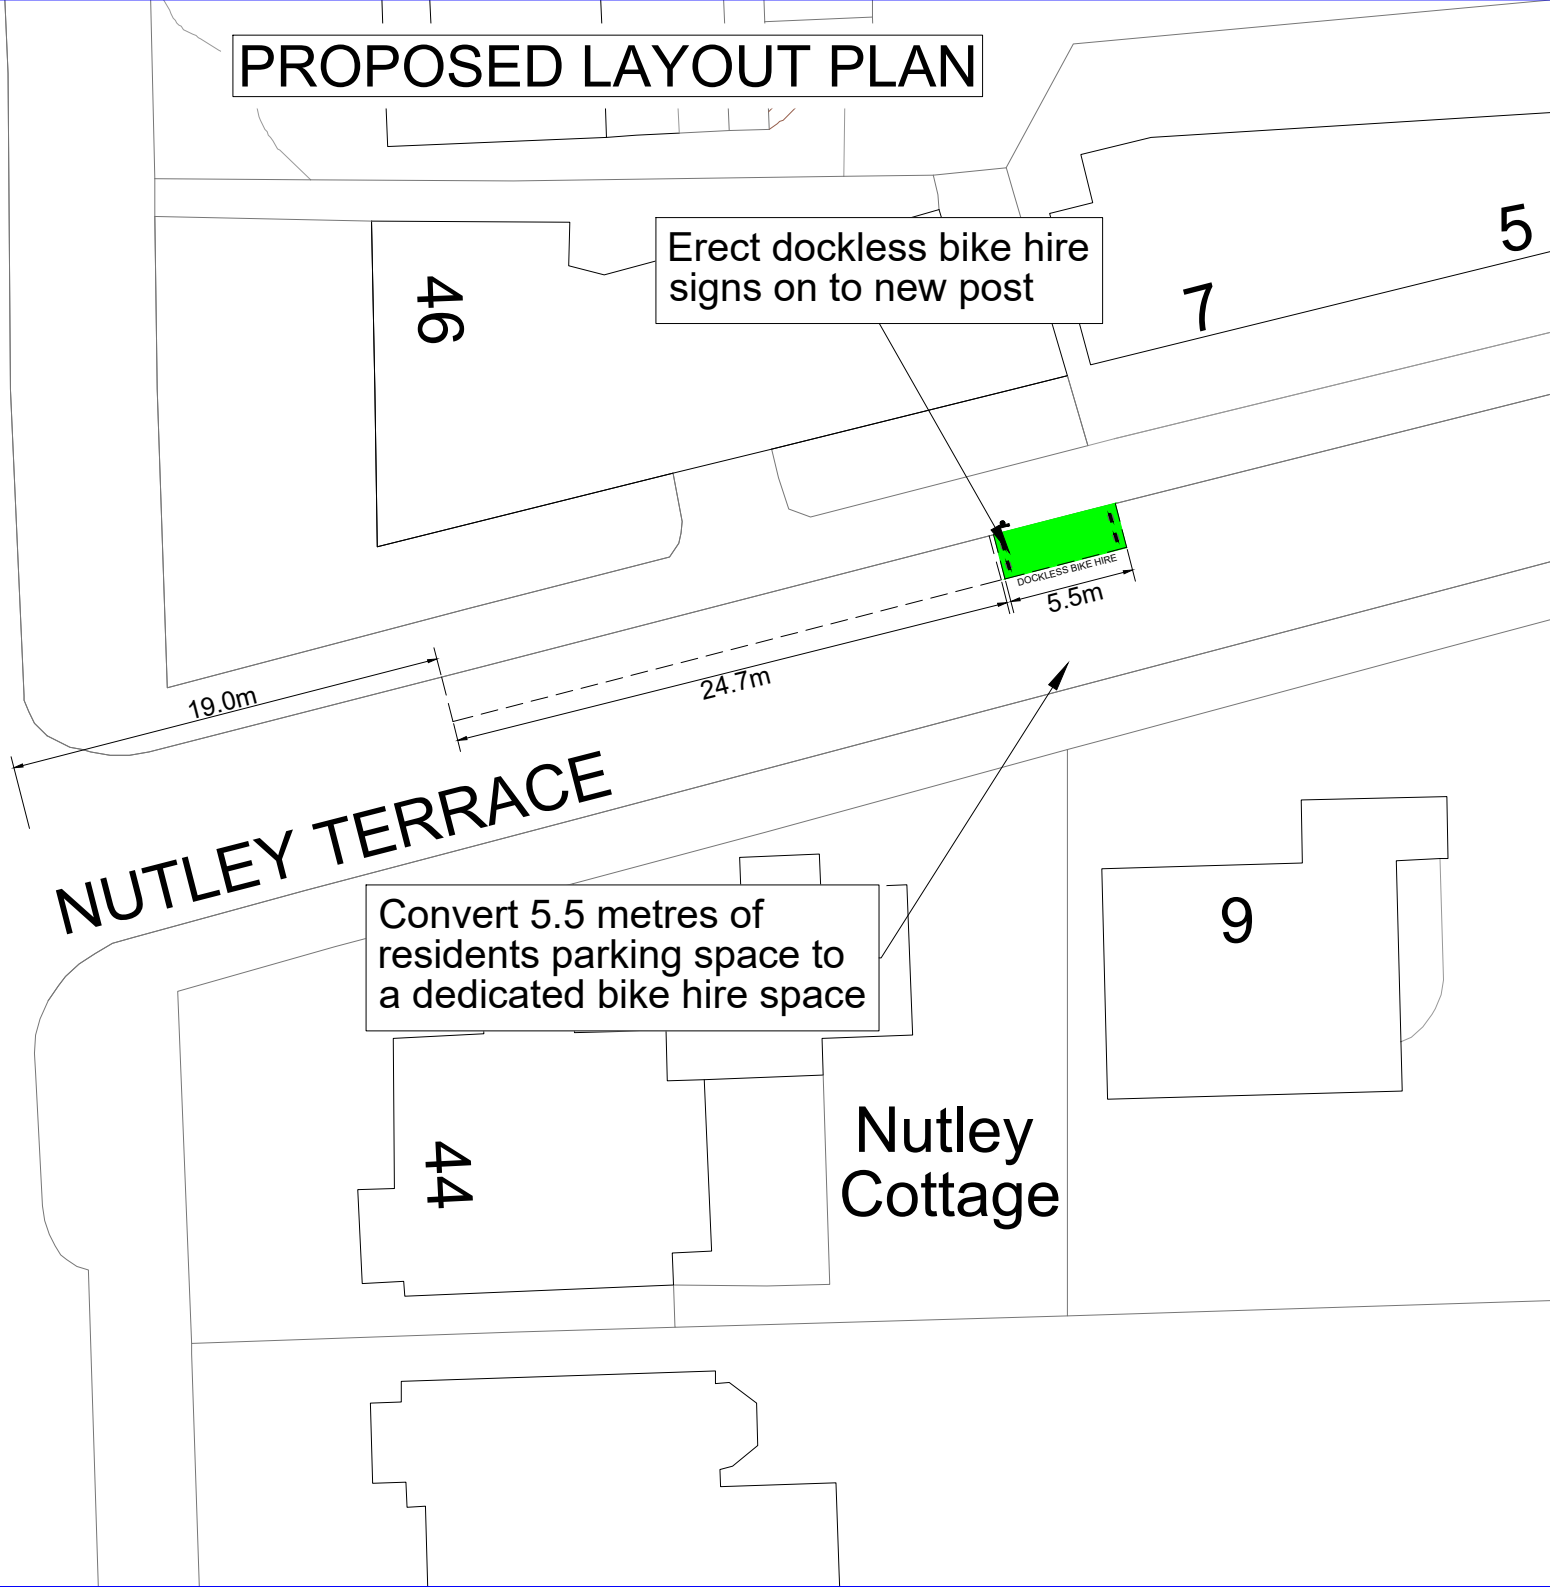 PROPOSED LAYOUT PLAN
5
Erect dockless bike hire
signs on to new post
46
7
DOCKLESS BIKE HIRE
5.5m
24.7m
19.0m
NUTLEY TERRACE
Convert 5.5 metres of
residents parking space to
a dedicated bike hire space
9
Nutley
Cottage
44